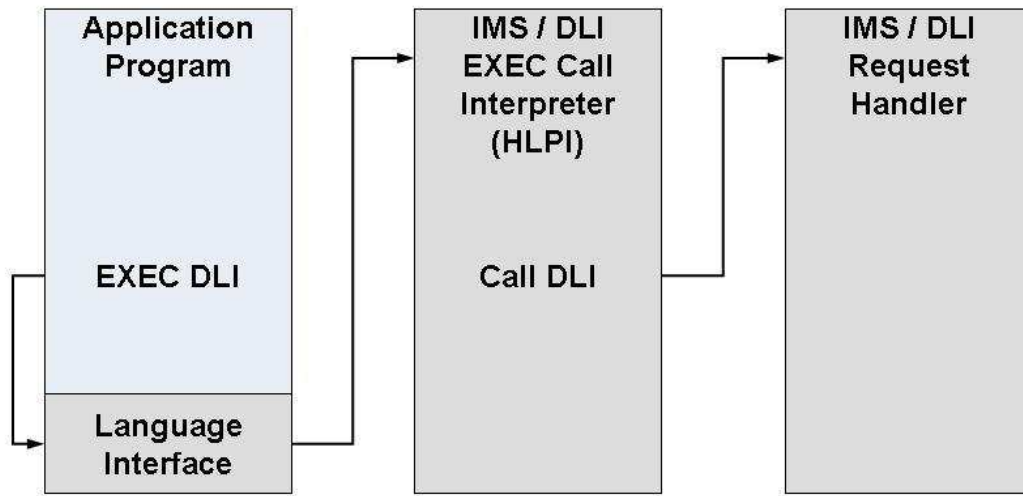 Application
Program
EXEC DLI
Language
Interface
IMS / DLI
EXEC Call
Interpreter
(HLPI)
Call DLI
IMS / DLI
Request
Handler